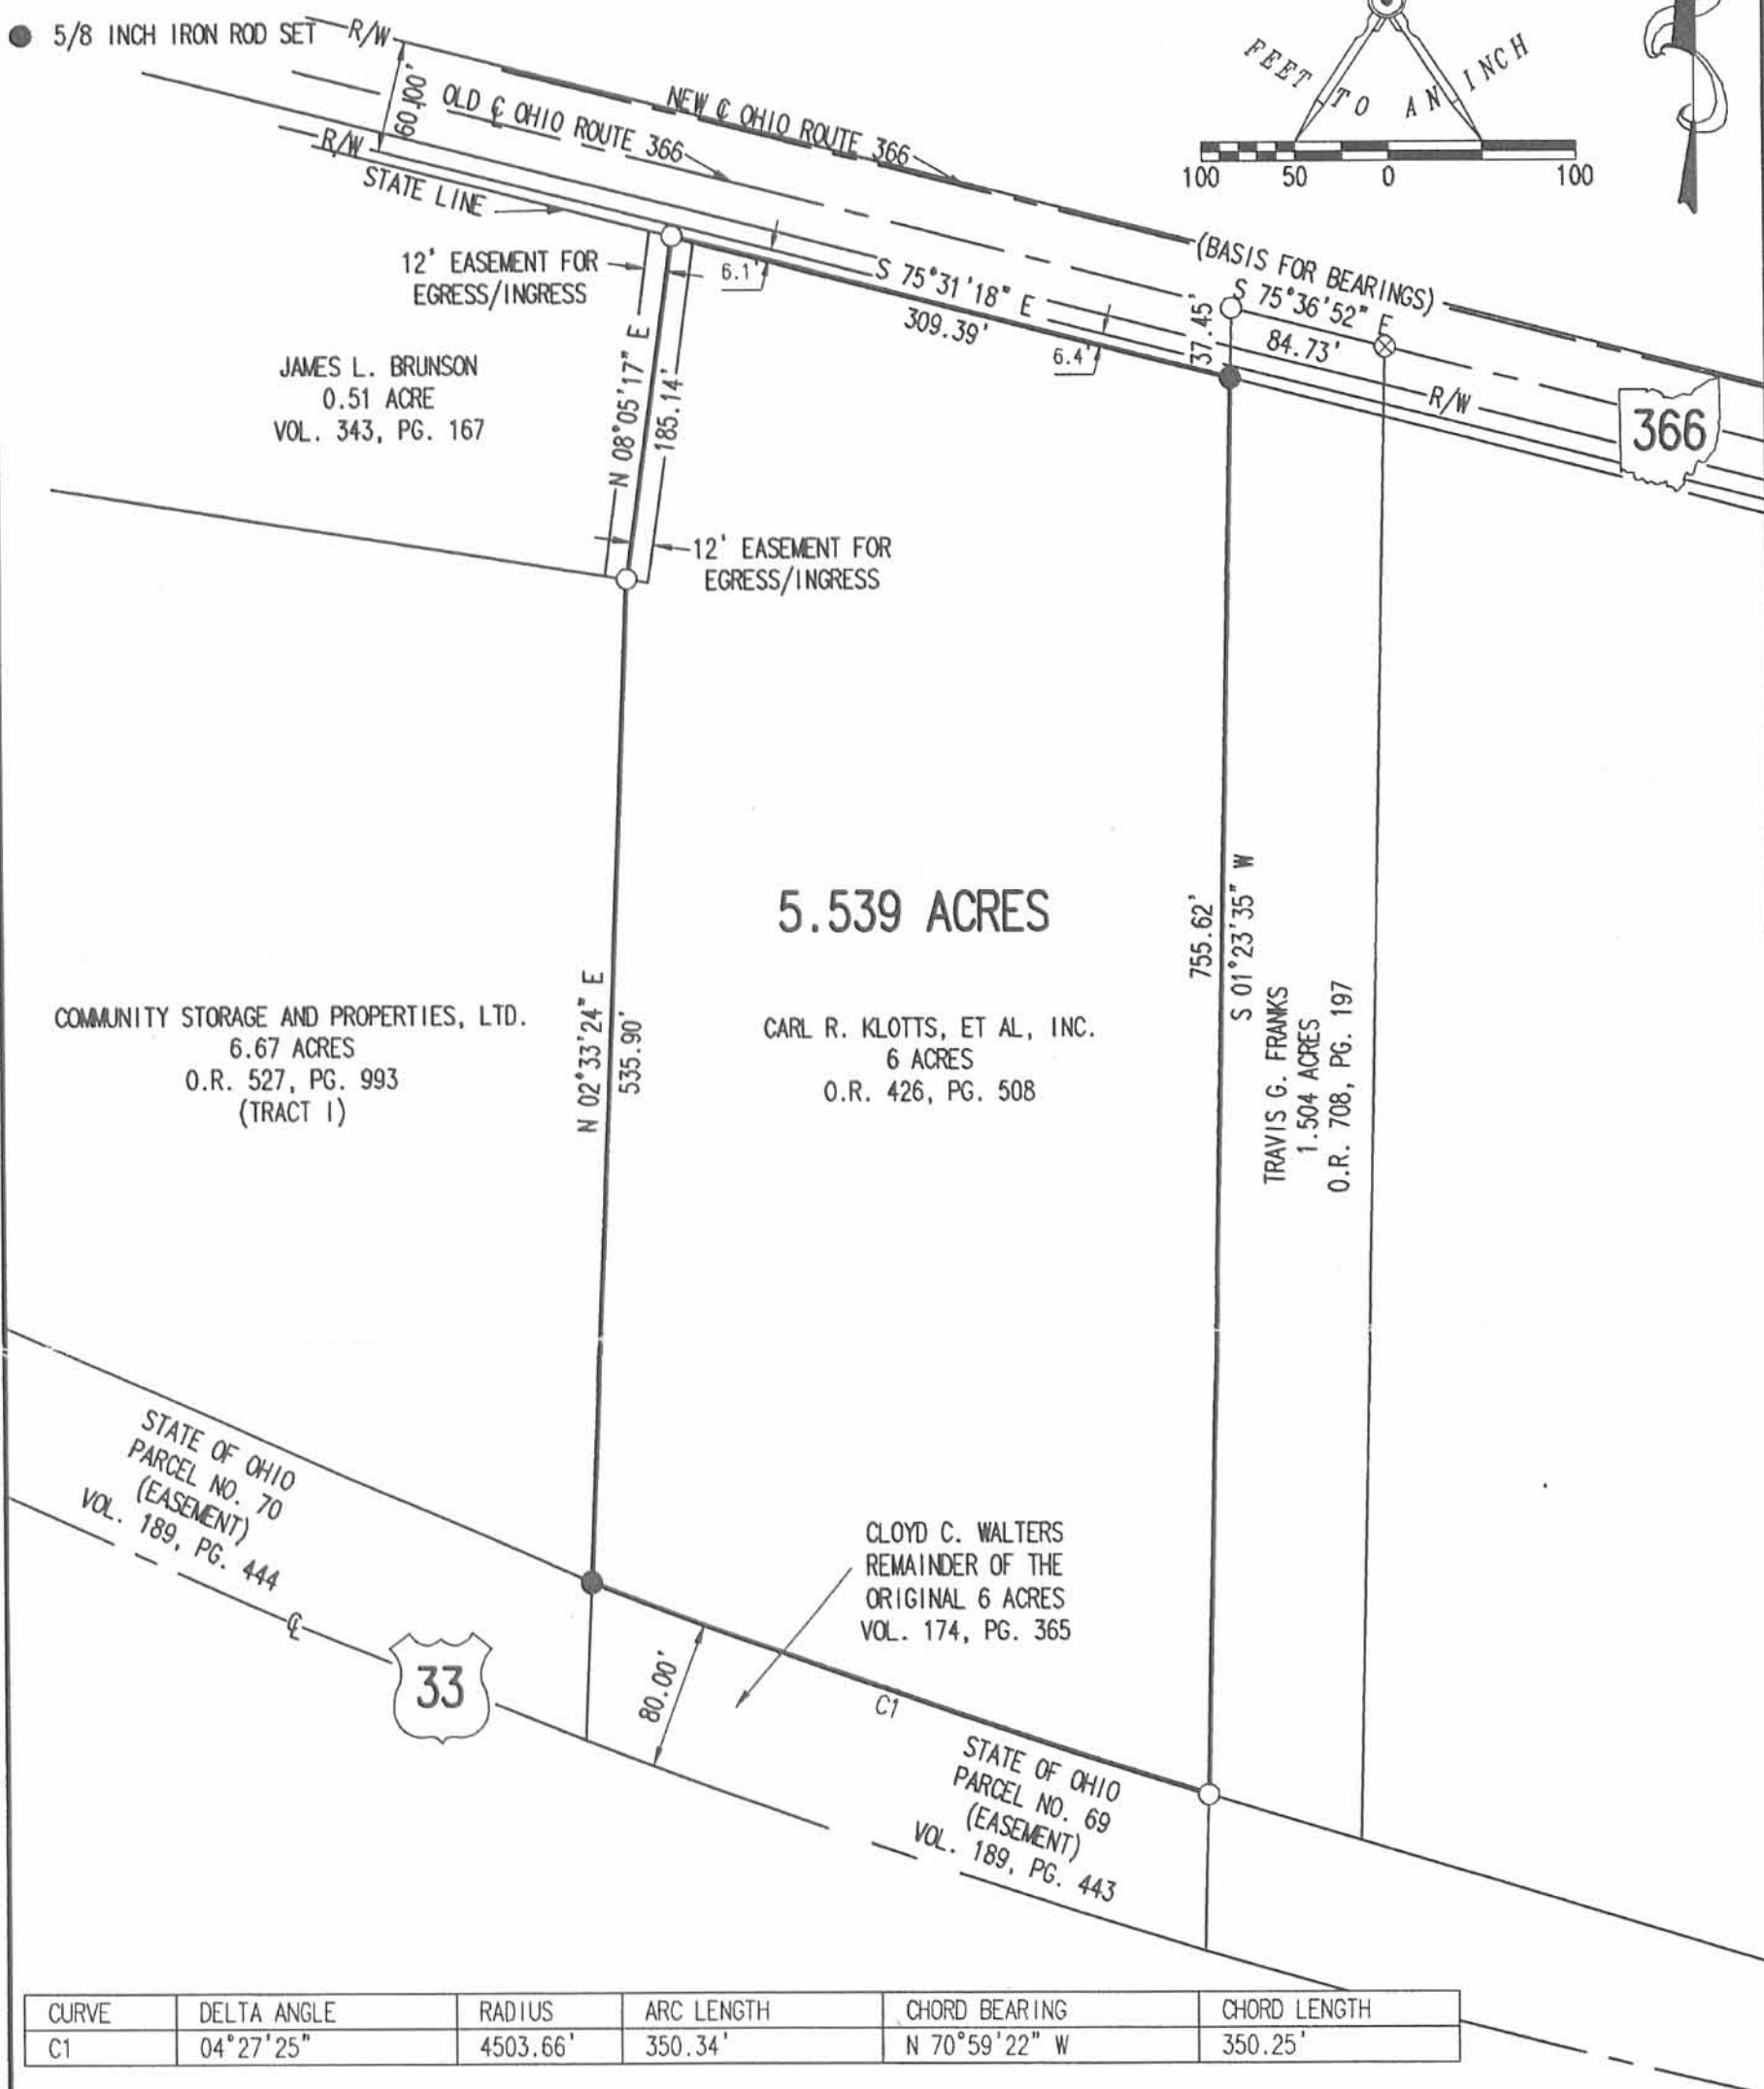 5/8 INCH IRON ROD SET
R/W
60.00'
OLD ℄ OHIO ROUTE 366
NEW ℄ OHIO ROUTE 366
FEET TO AN INCH
100 50 0 100
R/W
STATE LINE
12' EASEMENT FOR
EGRESS/INGRESS
6.1'
S 75°31'18" E
309.39'
6.4'
37.45'
(BASIS FOR BEARINGS)
S 75°36'52" E
84.73'
R/W
366
JAMES L. BRUNSON
0.51 ACRE
VOL. 343, PG. 167
N 08°05'17" E
185.14'
12' EASEMENT FOR
EGRESS/INGRESS
5.539 ACRES
755.62'
S 01°23'35" W
COMMUNITY STORAGE AND PROPERTIES, LTD.
6.67 ACRES
O.R. 527, PG. 993
(TRACT I)
N 02°33'24" E
535.90'
CARL R. KLOTTS, ET AL, INC.
6 ACRES
O.R. 426, PG. 508
TRAVIS G. FRANKS
1.504 ACRES
O.R. 708, PG. 197
STATE OF OHIO
PARCEL NO. 70
(EASEMENT)
VOL. 189, PG. 444
℄
33
80.00'
CLOYD C. WALTERS
REMAINDER OF THE
ORIGINAL 6 ACRES
VOL. 174, PG. 365
C1
STATE OF OHIO
PARCEL NO. 69
(EASEMENT)
VOL. 189, PG. 443
CURVE DELTA ANGLE RADIUS ARC LENGTH CHORD BEARING CHORD LENGTH
C1 04°27'25" 4503.66' 350.34' N 70°59'22" W 350.25'